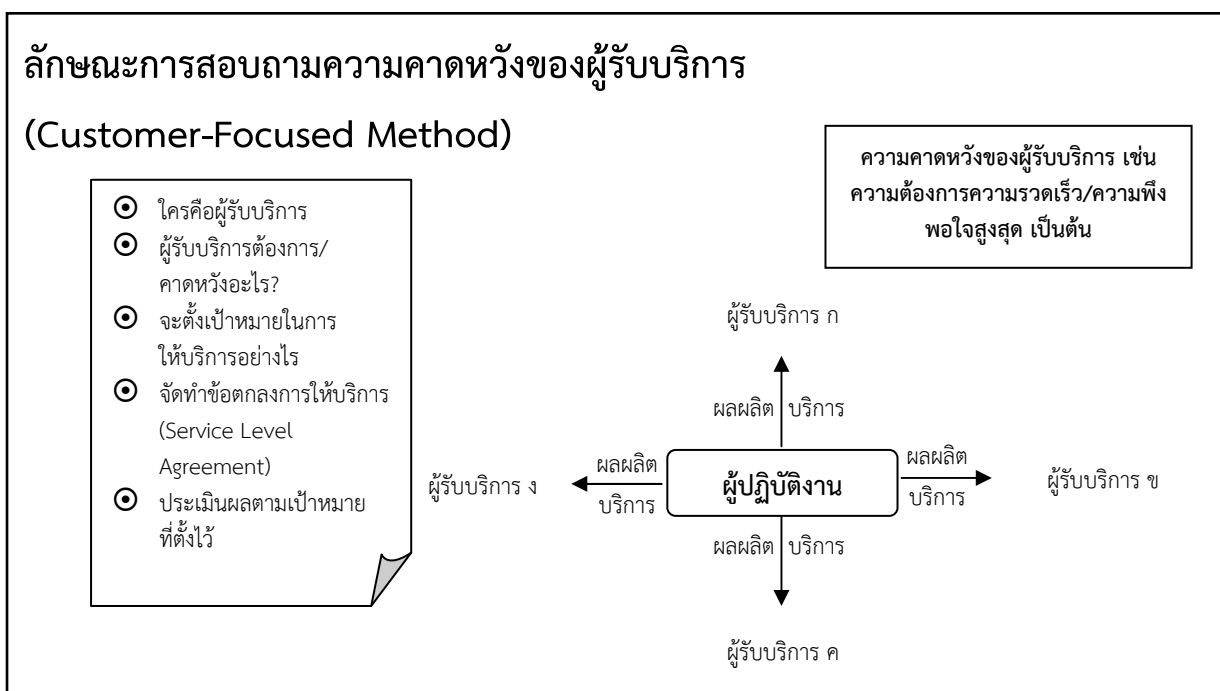 ลักษณะการสอบถามความคาดหวังของผู้รับบริการ
(Customer-Focused Method)
ความคาดหวังของผู้รับบริการ เช่น
ความต้องการความรวดเร็ว/ความพึง
พอใจสูงสุด เป็นต้น
ใครคือผู้รับบริการ
ผู้รับบริการต้องการ/
คาดหวังอะไร?
จะตั้งเป้าหมายในการ
ให้บริการอย่างไร
จัดทำข้อตกลงการให้บริการ
(Service Level
Agreement)
ประเมินผลตามเป้าหมาย
ที่ตั้งไว้
ผู้รับบริการ ก
ผลผลิต บริการ
ผู้รับบริการ ง
ผลผลิต
บริการ
ผู้ปฏิบัติงาน
ผลผลิต
บริการ
ผู้รับบริการ ข
ผลผลิต บริการ
ผู้รับบริการ ค